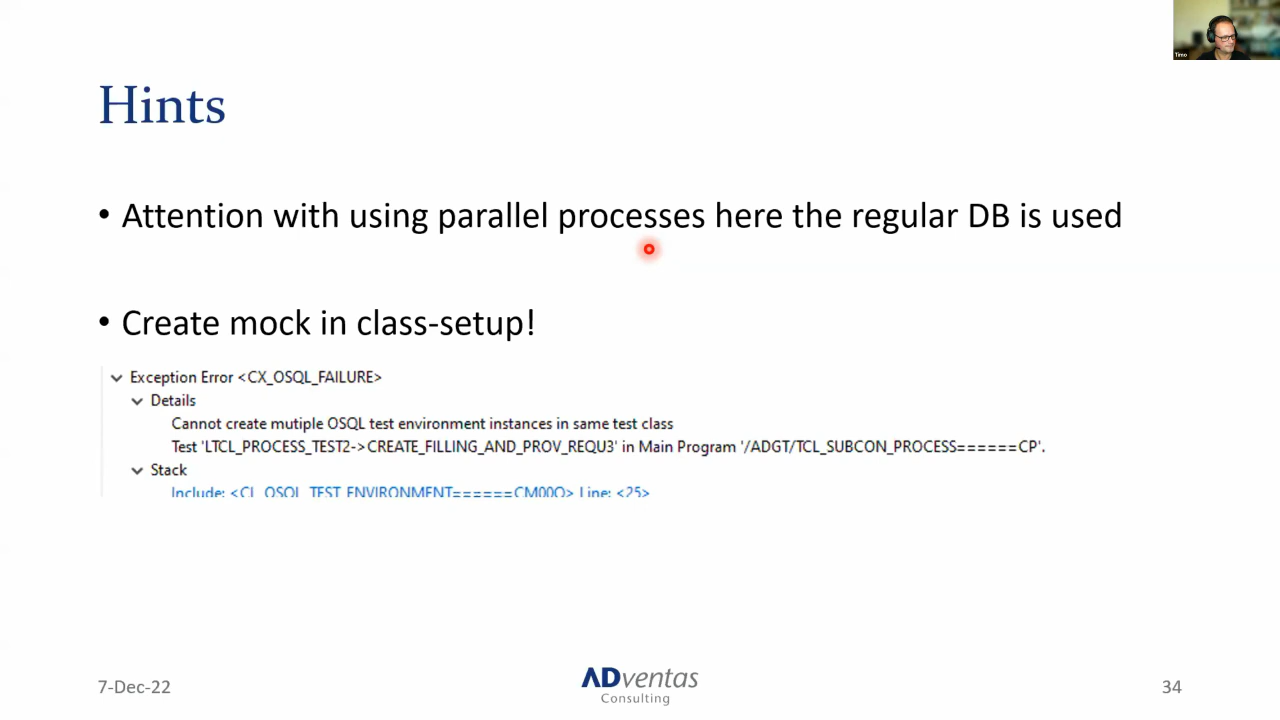 Timo
Hints
• Attention with using parallel processes here the regular DB is used
• Create mock in class-setup!
Exception Error <CX_OSQL_FAILURE>
Details
Cannot create mutiple OSQL test environment instances in same test class
Test 'LTCL_PROCESS_TEST2->CREATE_FILLING_AND_PROV_REQU3' in Main Program '/ADGT/TCL_SUBCON_PROCESS======CP'.
Stack
Include: <CL_OSQL_TEST_ENVIRONMENT======CM00O> Line: <25>
7-Dec-22
ADventas
Consulting
34